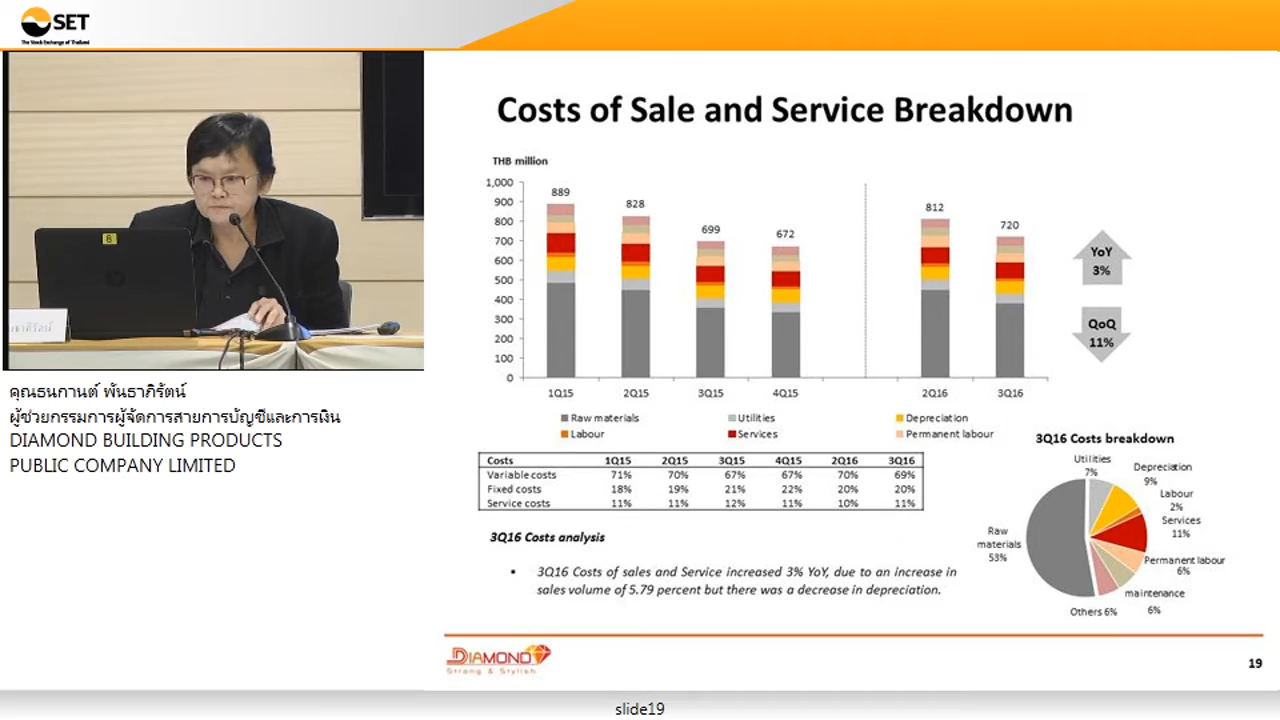 SET
The Stock Exchange of Thailand
8
คุณธนกานต์ พันธาภิรัตน์
ผู้ช่วยกรรมการผู้จัดการสายการบัญชีและการเงิน
DIAMOND BUILDING PRODUCTS
PUBLIC COMPANY LIMITED
Costs of Sale and Service Breakdown
THB million
1,000
900
800
700
600
500
400
300
200
100
0
889
828
699
672
812
720
1Q15 2Q15 3Q15 4Q15 2Q16 3Q16
YoY
3%
QoQ
11%
Raw materials Utilities Depreciation
Labour Services Permanent labour
Costs 1Q15 2Q15 3Q15 4Q15 2Q16 3Q16
Variable costs 71% 70% 67% 67% 70% 69%
Fixed costs 18% 19% 21% 22% 20% 20%
Service costs 11% 11% 12% 11% 10% 11%
3Q16 Costs breakdown
Utilities
7%
Depreciation
9%
Labour
2%
Services
11%
Permanent labour
6%
maintenance
6%
Others 6%
Raw
materials
53%
3Q16 Costs analysis
▪ 3Q16 Costs of sales and Service increased 3% YoY, due to an increase in
sales volume of 5.79 percent but there was a decrease in depreciation.
DIAMOND
Strong & Stylish
19
slide19